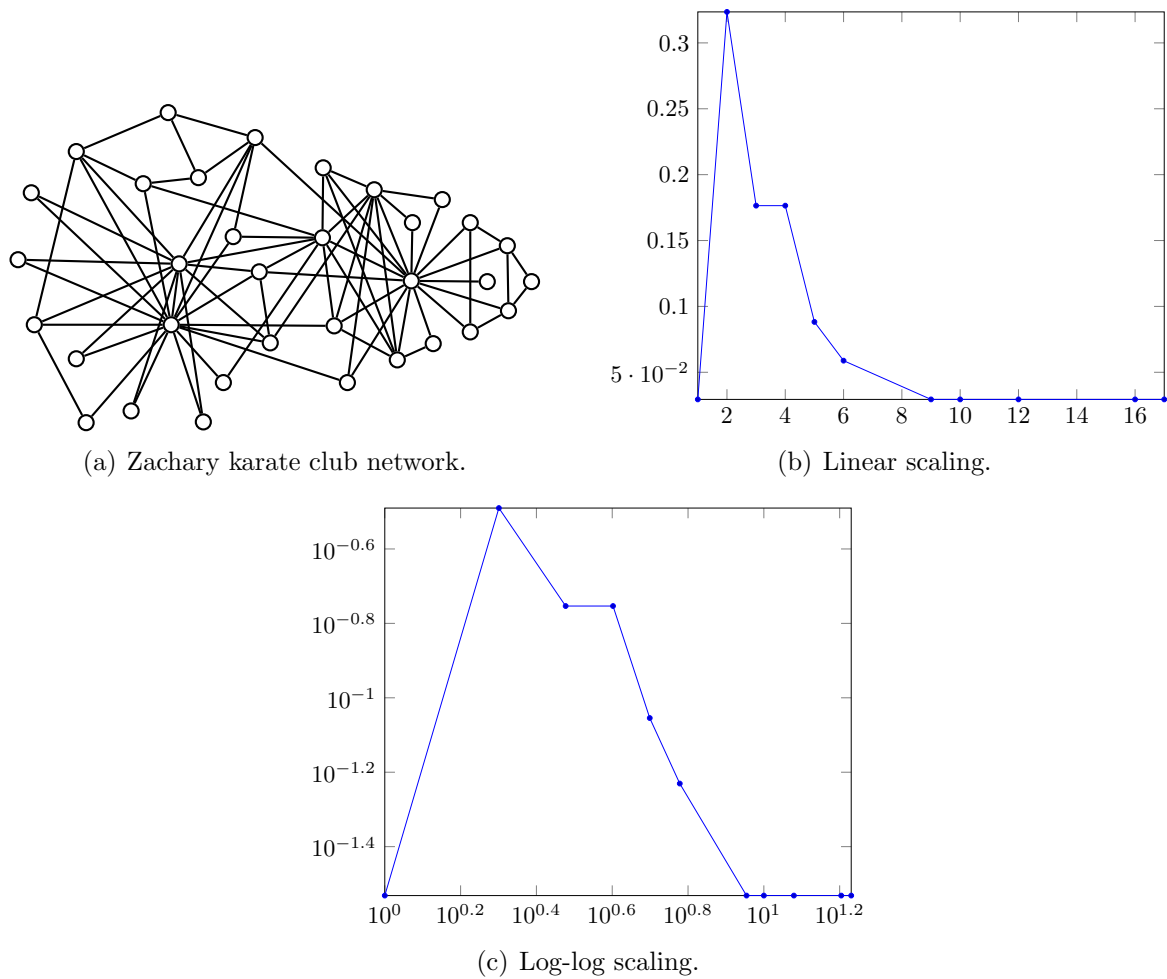 0.3
0.25
0.2
0.15
0.1
5 · 10^−2
2 4 6 8 10 12 14 16
(a) Zachary karate club network.
(b) Linear scaling.
10^−0.6
10^−0.8
10^−1
10^−1.2
10^−1.4
10^0 10^0.2 10^0.4 10^0.6 10^0.8 10^1 10^1.2
(c) Log-log scaling.